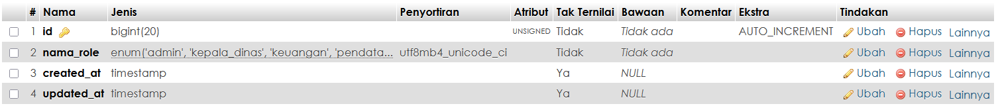 # Nama Jenis Penyortiran Atribut Tak Ternilai Bawaan Komentar Ekstra Tindakan
1 id bigint(20) UNSIGNED Tidak Tidak ada AUTO_INCREMENT Ubah Hapus Lainnya
2 nama_role enum('admin', 'kepala_dinas', 'keuangan', 'pendata... utf8mb4_unicode_ci Tidak Tidak ada Ubah Hapus Lainnya
3 created_at timestamp Ya NULL Ubah Hapus Lainnya
4 updated_at timestamp Ya NULL Ubah Hapus Lainnya